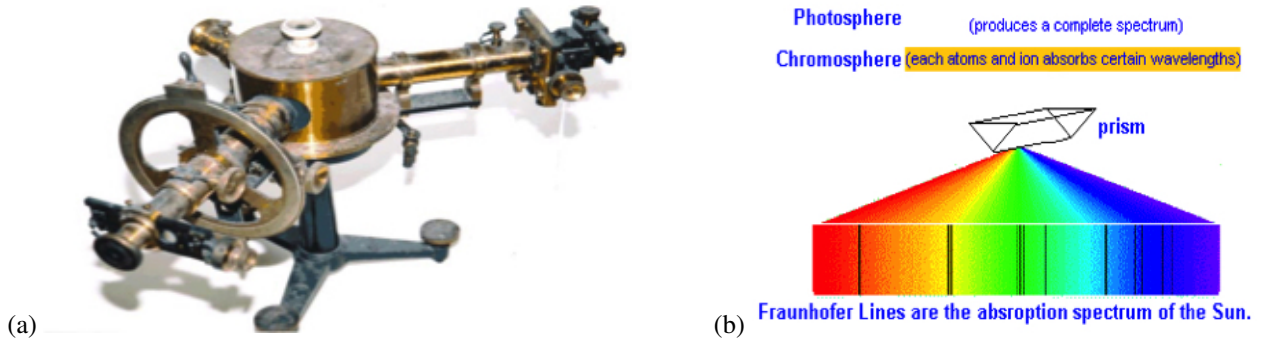 Photosphere (produces a complete spectrum)
Chromosphere (each atoms and ion absorbs certain wavelengths)
prism
Fraunhofer Lines are the absroption spectrum of the Sun.
(a) (b)